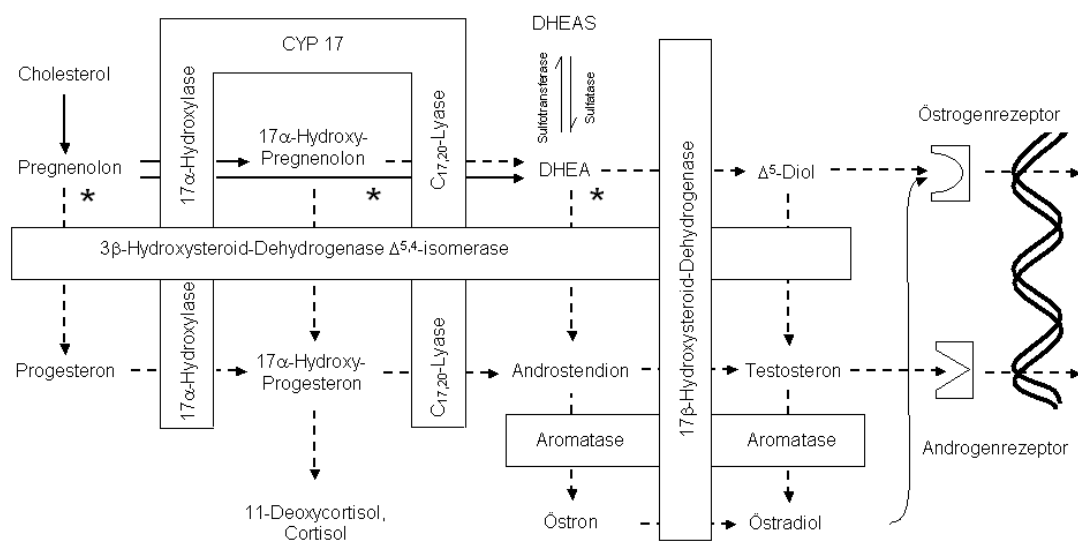 DHEAS
CYP 17
Cholesterol
17α-Hydroxylase
C17,20-Lyase
Sulfotransferase
Sulfatase
17β-Hydroxysteroid-Dehydrogenase
Östrogenrezeptor
17α-Hydroxy-
Pregnenolon
Pregnenolon
DHEA
Δ5-Diol
*
*
*
3β-Hydroxysteroid-Dehydrogenase Δ5,4-isomerase
17α-Hydroxylase
C17,20-Lyase
Progesteron
17α-Hydroxy-
Progesteron
Androstendion
Testosteron
Aromatase
Aromatase
Androgenrezeptor
11-Deoxycortisol,
Cortisol
Östron
Östradiol